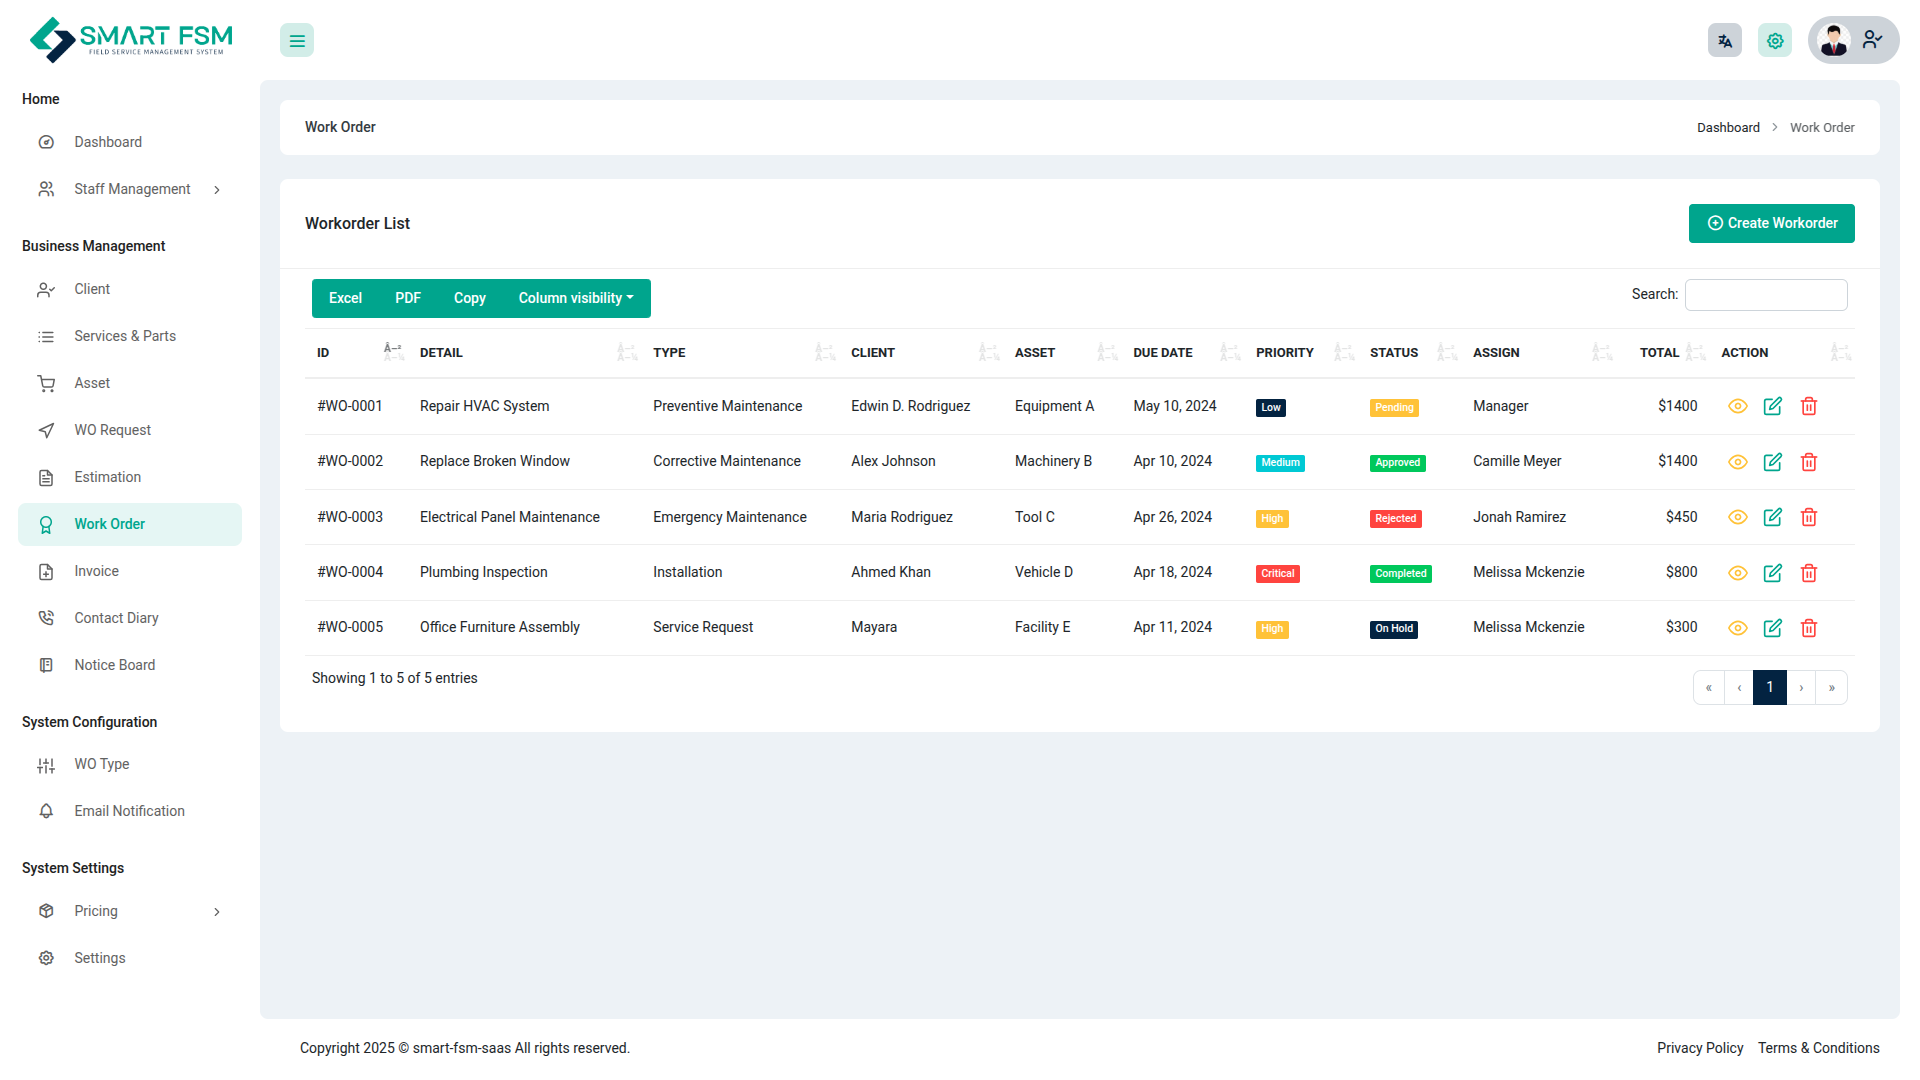 SMART FSM
FIELD SERVICE MANAGEMENT SYSTEM
Home
Dashboard
Staff Management
Business Management
Client
Services & Parts
Asset
WO Request
Estimation
Work Order
Invoice
Contact Diary
Notice Board
System Configuration
WO Type
Email Notification
System Settings
Pricing
Settings
Work Order
Dashboard > Work Order
Workorder List
Create Workorder
Excel PDF Copy Column visibility
Search:
ID DETAIL TYPE CLIENT ASSET DUE DATE PRIORITY STATUS ASSIGN TOTAL ACTION
#WO-0001 Repair HVAC System Preventive Maintenance Edwin D. Rodriguez Equipment A May 10, 2024 Low Pending Manager $1400
#WO-0002 Replace Broken Window Corrective Maintenance Alex Johnson Machinery B Apr 10, 2024 Medium Approved Camille Meyer $1400
#WO-0003 Electrical Panel Maintenance Emergency Maintenance Maria Rodriguez Tool C Apr 26, 2024 High Rejected Jonah Ramirez $450
#WO-0004 Plumbing Inspection Installation Ahmed Khan Vehicle D Apr 18, 2024 Critical Completed Melissa Mckenzie $800
#WO-0005 Office Furniture Assembly Service Request Mayara Facility E Apr 11, 2024 High On Hold Melissa Mckenzie $300
Showing 1 to 5 of 5 entries
« ‹ 1 › »
Copyright 2025 © smart-fsm-saas All rights reserved.
Privacy Policy Terms & Conditions